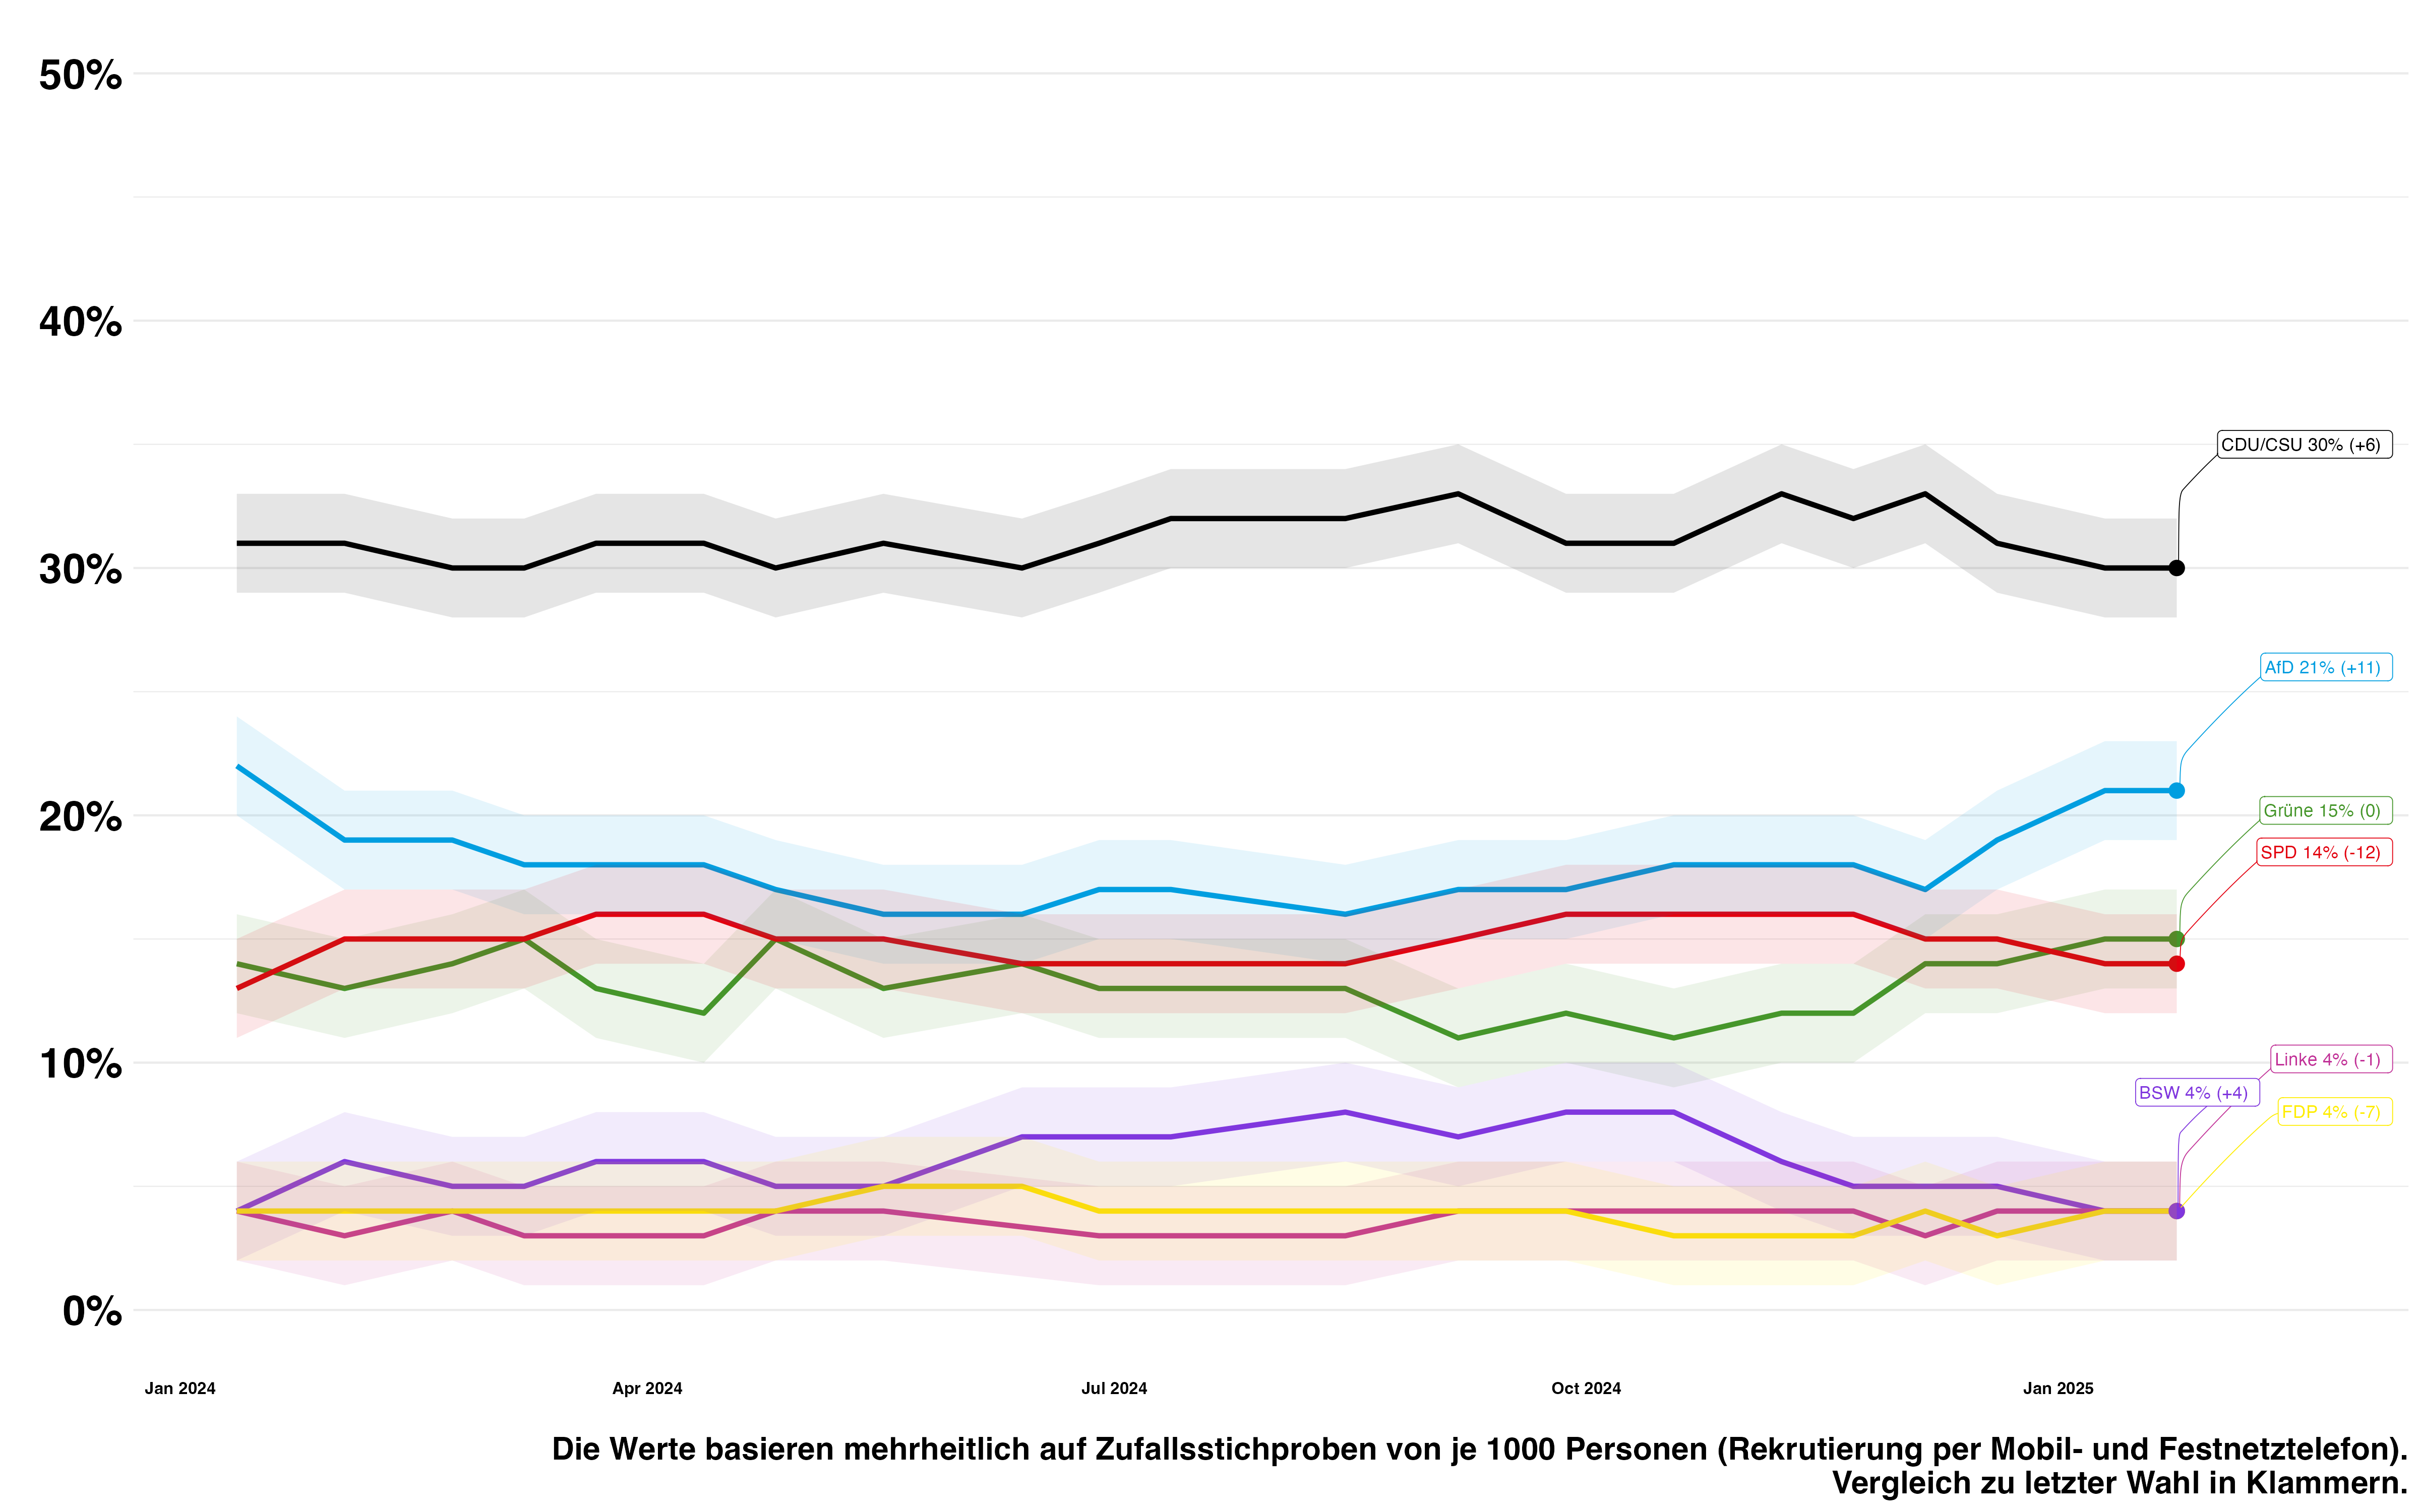 50%
40%
30%
20%
10%
0%
CDU/CSU 30% (+6)
AfD 21% (+11)
Grüne 15% (0)
SPD 14% (-12)
Linke 4% (-1)
BSW 4% (+4)
FDP 4% (-7)
Jan 2024
Apr 2024
Jul 2024
Oct 2024
Jan 2025
Die Werte basieren mehrheitlich auf Zufallsstichproben von je 1000 Personen (Rekrutierung per Mobil- und Festnetztelefon).
Vergleich zu letzter Wahl in Klammern.